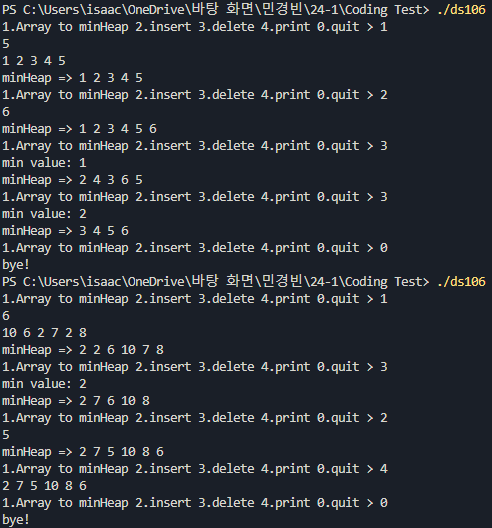 PS C:\Users\isaac\OneDrive\바탕 화면\민경빈\24-1\Coding Test> ./ds106
1.Array to minHeap 2.insert 3.delete 4.print 0.quit > 1
5
1 2 3 4 5
minHeap => 1 2 3 4 5
1.Array to minHeap 2.insert 3.delete 4.print 0.quit > 2
6
minHeap => 1 2 3 4 5 6
1.Array to minHeap 2.insert 3.delete 4.print 0.quit > 3
min value: 1
minHeap => 2 4 3 6 5
1.Array to minHeap 2.insert 3.delete 4.print 0.quit > 3
min value: 2
minHeap => 3 4 5 6
1.Array to minHeap 2.insert 3.delete 4.print 0.quit > 0
bye!
PS C:\Users\isaac\OneDrive\바탕 화면\민경빈\24-1\Coding Test> ./ds106
1.Array to minHeap 2.insert 3.delete 4.print 0.quit > 1
6
10 6 2 7 2 8
minHeap => 2 2 6 10 7 8
1.Array to minHeap 2.insert 3.delete 4.print 0.quit > 3
min value: 2
minHeap => 2 7 6 10 8
1.Array to minHeap 2.insert 3.delete 4.print 0.quit > 2
5
minHeap => 2 7 5 10 8 6
1.Array to minHeap 2.insert 3.delete 4.print 0.quit > 4
2 7 5 10 8 6
1.Array to minHeap 2.insert 3.delete 4.print 0.quit > 0
bye!